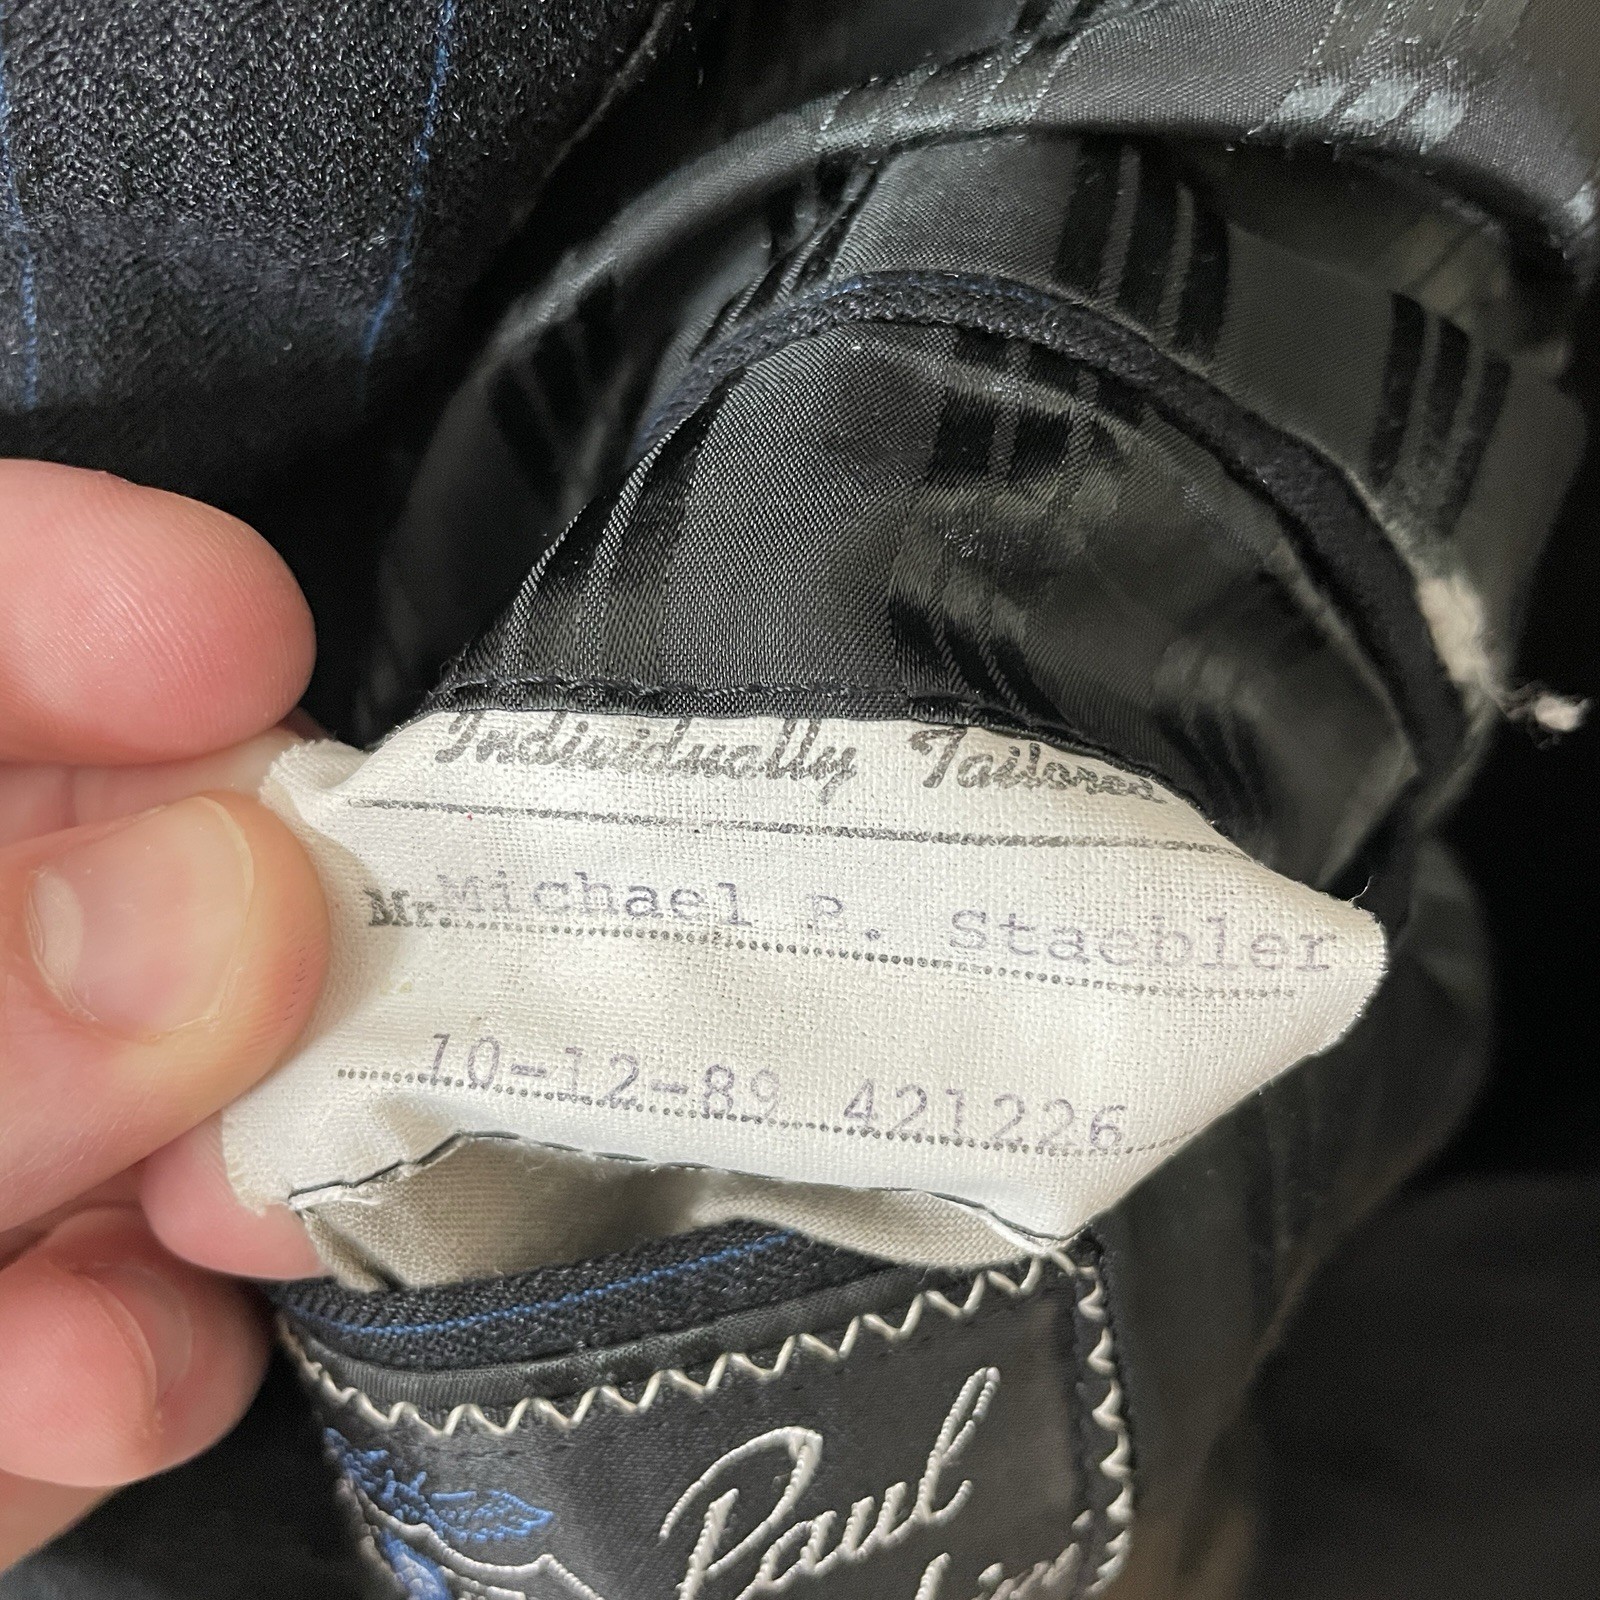 Individually Tailored
Mr. Michael R. Staebler
10-12-89 421226
Paul